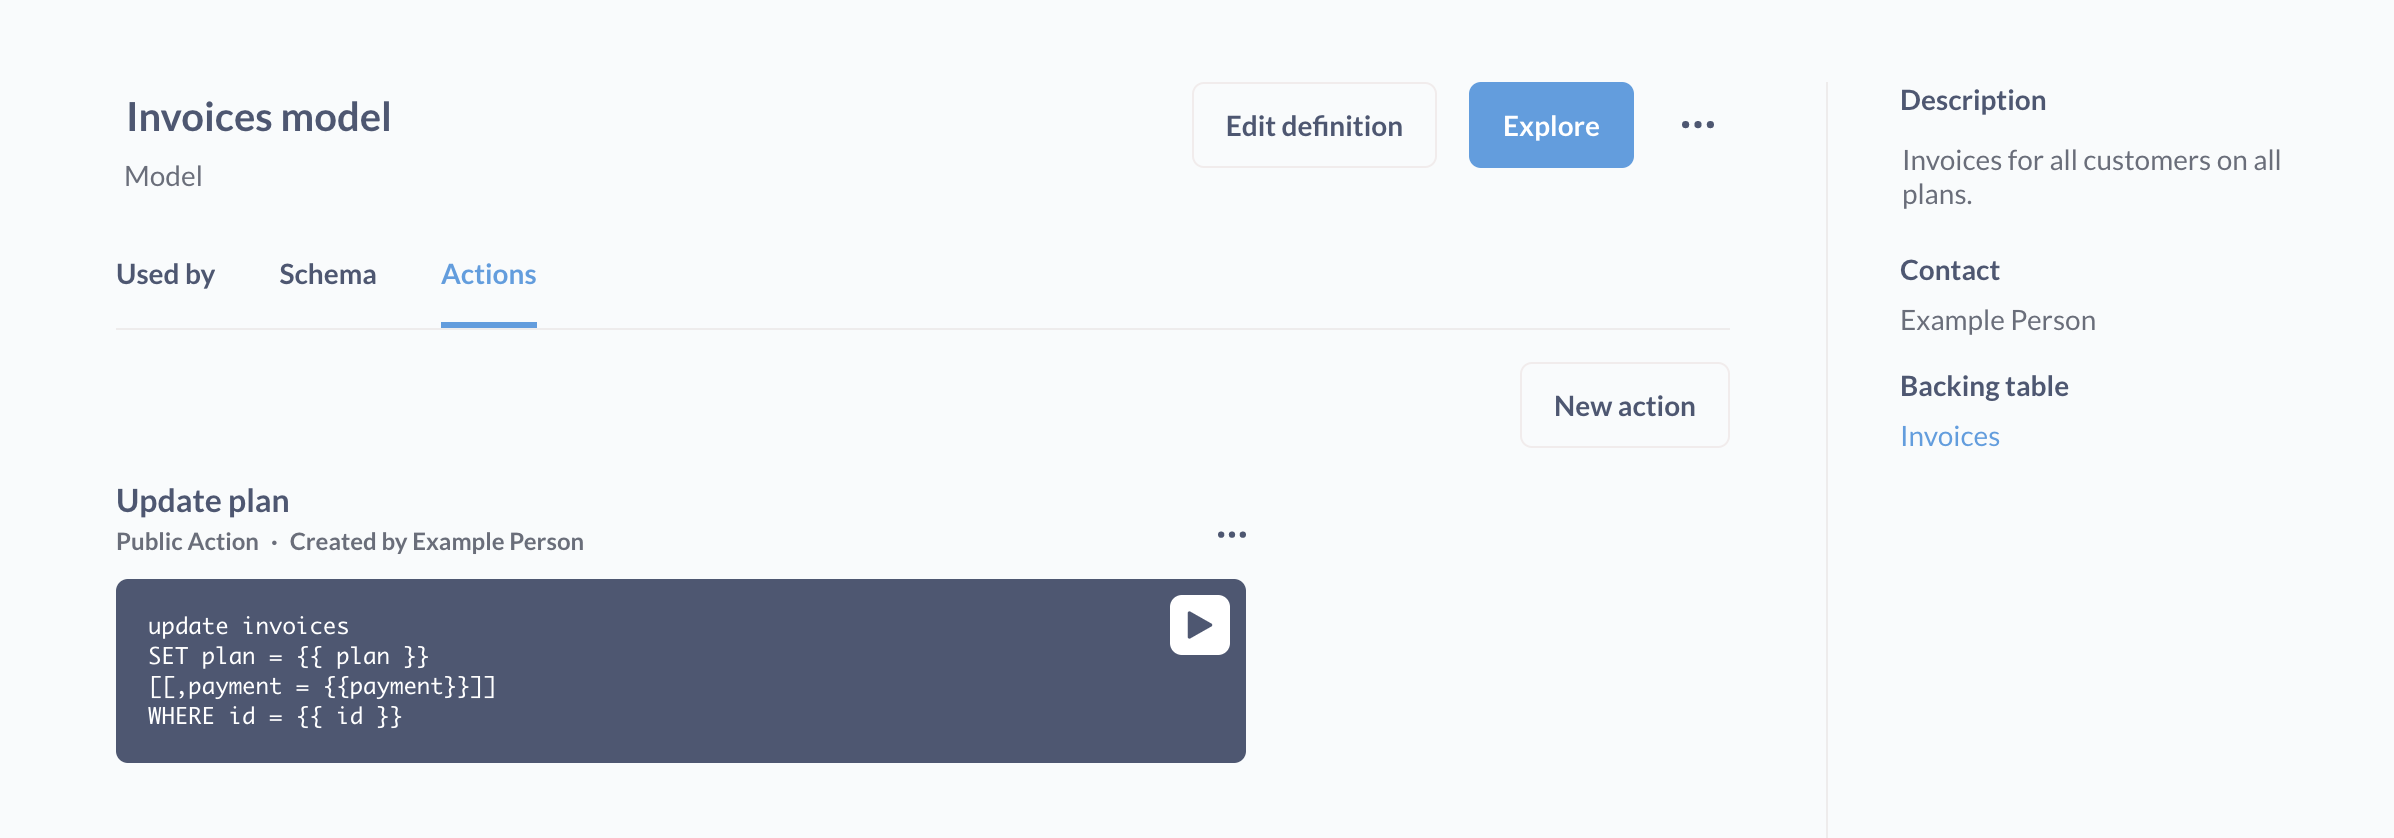 Invoices model
Model
Edit definition
Explore
Used by
Schema
Actions
New action
Update plan
Public Action · Created by Example Person
update invoices
SET plan = {{ plan }}
[[,payment = {{payment}}]]
WHERE id = {{ id }}
Description
Invoices for all customers on all
plans.
Contact
Example Person
Backing table
Invoices